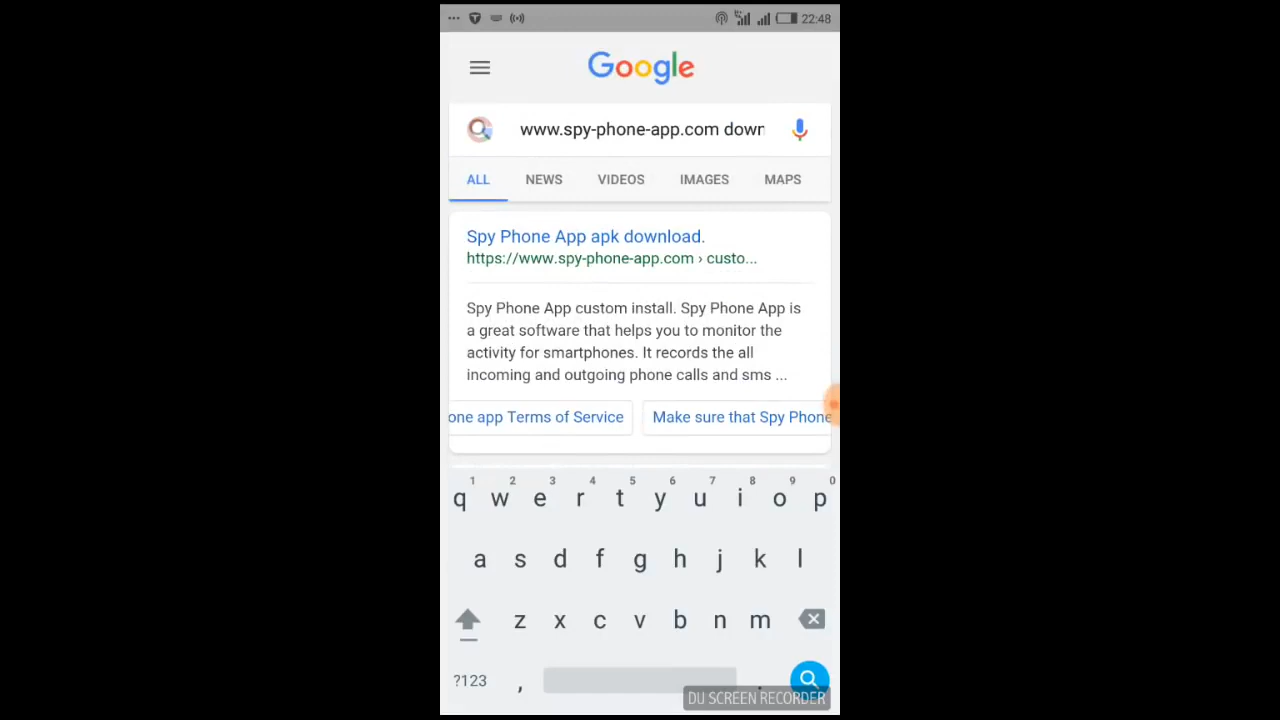 22:48
Google
www.spy-phone-app.com down
ALL NEWS VIDEOS IMAGES MAPS
Spy Phone App apk download.
https://www.spy-phone-app.com › custo...
Spy Phone App custom install. Spy Phone App is
a great software that helps you to monitor the
activity for smartphones. It records the all
incoming and outgoing phone calls and sms ...
one app Terms of Service Make sure that Spy Phone
1 2 3 4 5 6 7 8 9 0
q w e r t y u i o p
a s d f g h j k l
z x c v b n m
?123 , .
DU SCREEN RECORDER